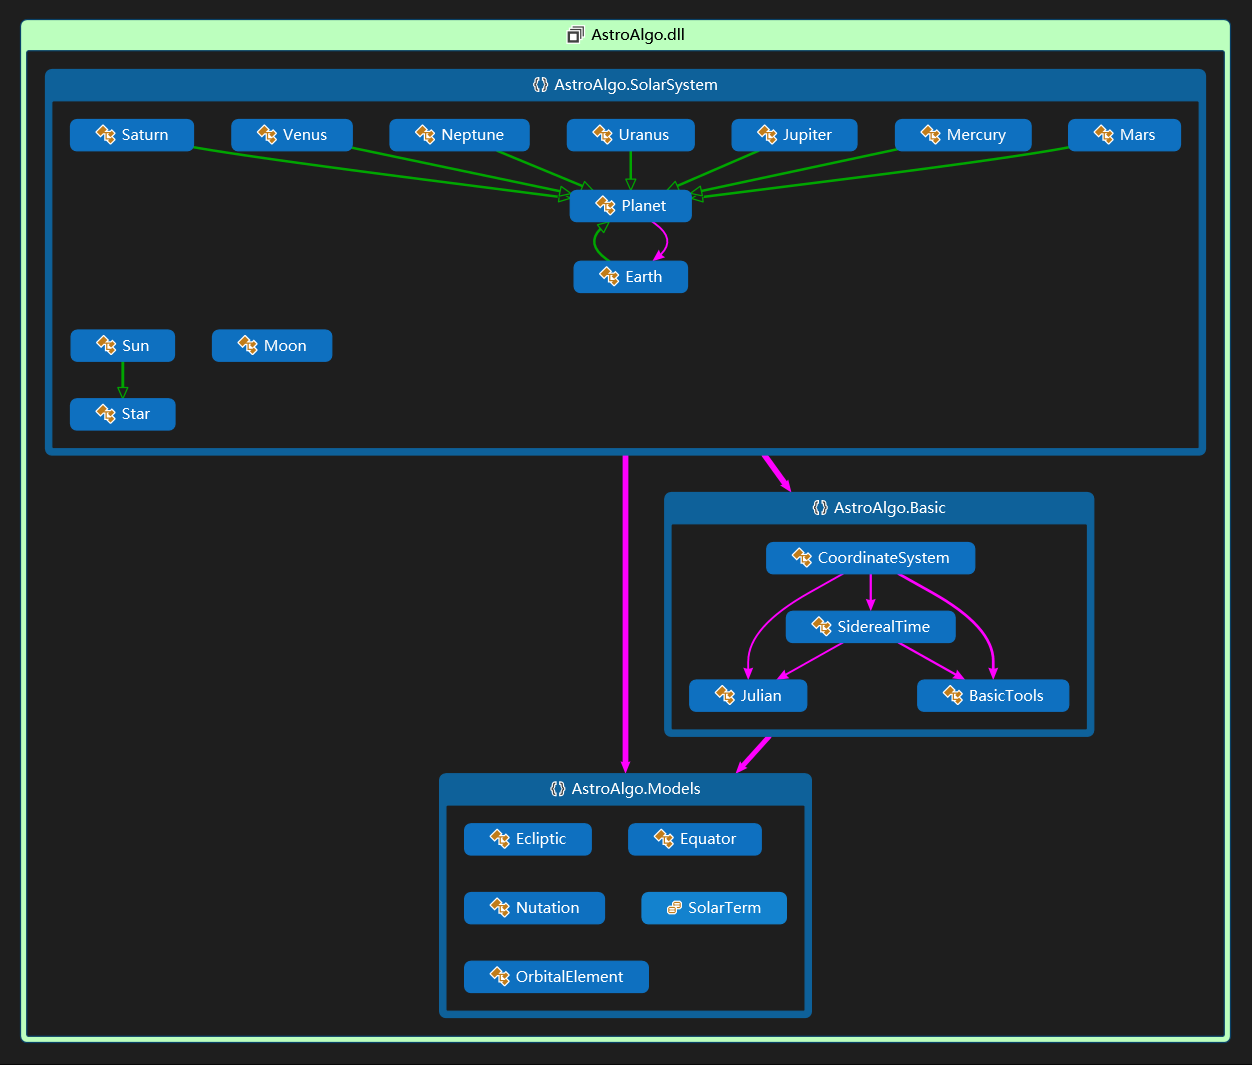 AstroAlgo.dll
AstroAlgo.SolarSystem
Saturn
Venus
Neptune
Uranus
Jupiter
Mercury
Mars
Planet
Earth
Sun
Moon
Star
AstroAlgo.Basic
CoordinateSystem
SiderealTime
Julian
BasicTools
AstroAlgo.Models
Ecliptic
Equator
Nutation
SolarTerm
OrbitalElement